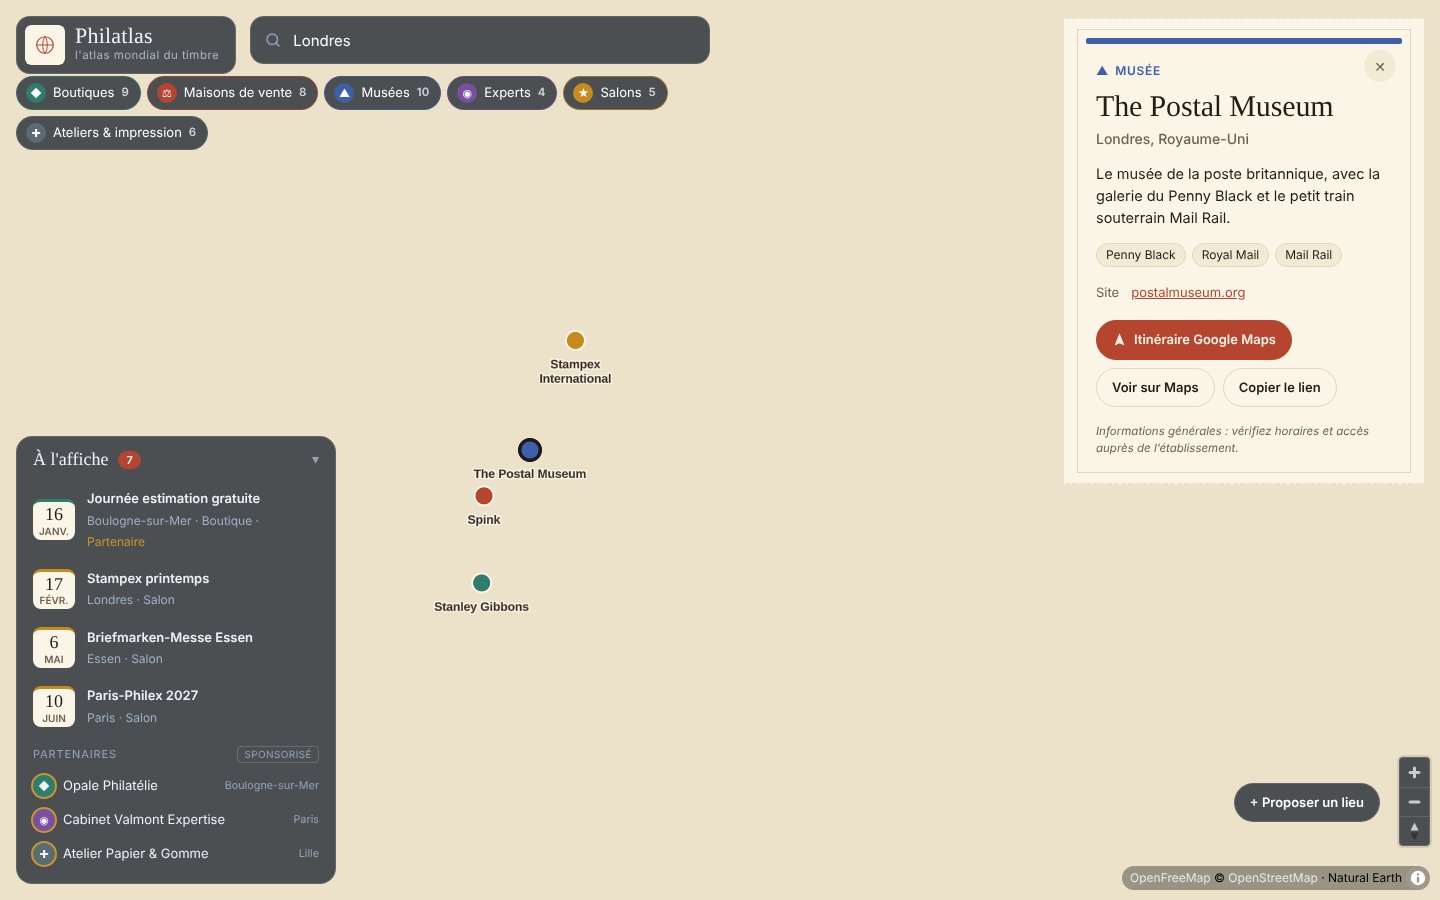 Philatlas
l'atlas mondial du timbre
Londres
Boutiques 9
Maisons de vente 8
Musées 10
Experts 4
Salons 5
Ateliers & impression 6
MUSÉE
×
The Postal Museum
Londres, Royaume-Uni
Le musée de la poste britannique, avec la
galerie du Penny Black et le petit train
souterrain Mail Rail.
Penny Black
Royal Mail
Mail Rail
Site postalmuseum.org
Itinéraire Google Maps
Voir sur Maps
Copier le lien
Informations générales : vérifiez horaires et accès
auprès de l’établissement.
Stampex
International
The Postal Museum
Spink
Stanley Gibbons
À l'affiche 7
16
JANV.
Journée estimation gratuite
Boulogne-sur-Mer · Boutique ·
Partenaire
17
FÉVR.
Stampex printemps
Londres · Salon
6
MAI
Briefmarken-Messe Essen
Essen · Salon
10
JUIN
Paris-Philex 2027
Paris · Salon
PARTENAIRES
SPONSORISÉ
Opale Philatélie
Boulogne-sur-Mer
Cabinet Valmont Expertise
Paris
Atelier Papier & Gomme
Lille
+ Proposer un lieu
OpenFreeMap © OpenStreetMap · Natural Earth